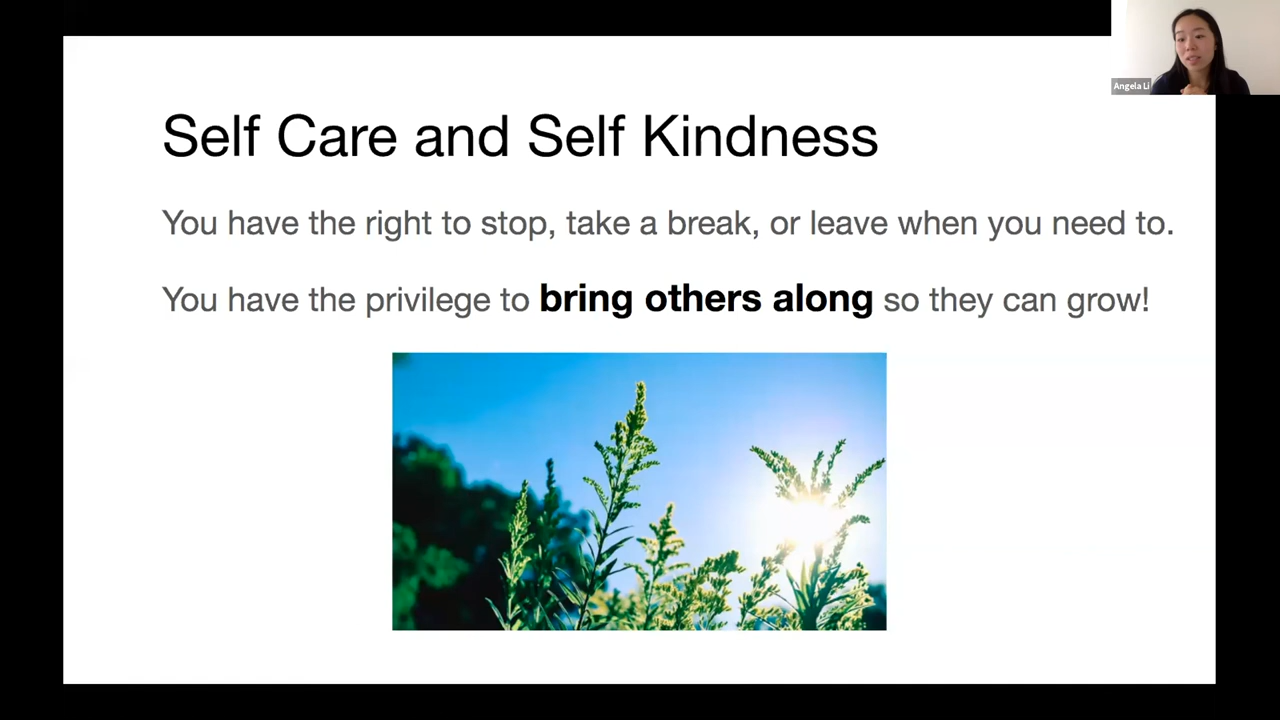 Angela Li
Self Care and Self Kindness
You have the right to stop, take a break, or leave when you need to.
You have the privilege to bring others along so they can grow!